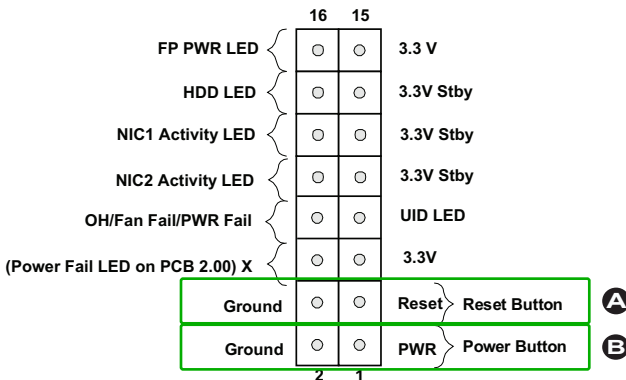 16 15
FP PWR LED 3.3 V
HDD LED 3.3V Stby
NIC1 Activity LED 3.3V Stby
NIC2 Activity LED 3.3V Stby
OH/Fan Fail/PWR Fail UID LED
(Power Fail LED on PCB 2.00) X 3.3V
Ground Reset Reset Button A
Ground PWR Power Button B
2 1